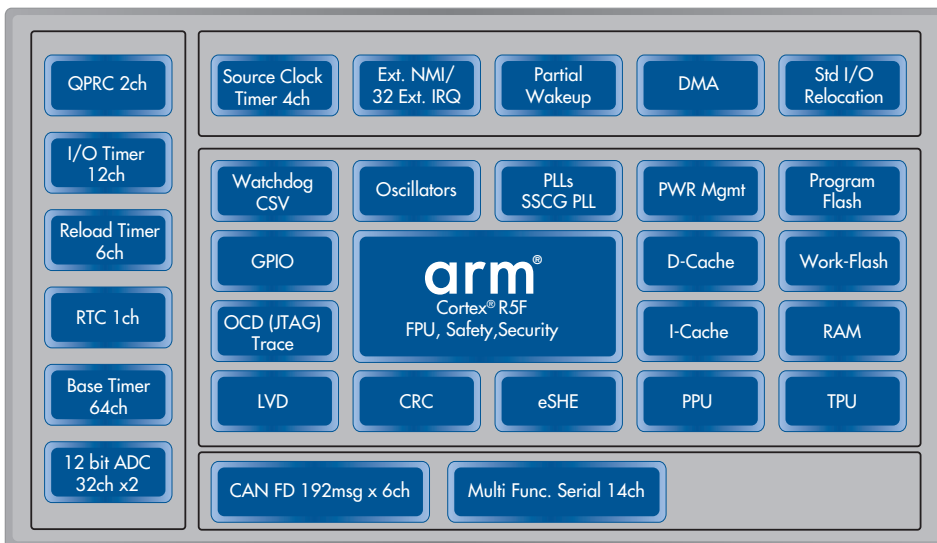 QPRC 2ch
I/O Timer
12ch
Reload Timer
6ch
RTC 1ch
Base Timer
64ch
12 bit ADC
32ch x2
Source Clock
Timer 4ch
Ext. NMI/
32 Ext. IRQ
Partial
Wakeup
DMA
Std I/O
Relocation
Watchdog
CSV
Oscillators
PLLs
SSCG PLL
PWR Mgmt
Program
Flash
GPIO
arm®
Cortex® R5F
FPU, Safety,Security
D-Cache
Work-Flash
OCD (JTAG)
Trace
I-Cache
RAM
LVD
CRC
eSHE
PPU
TPU
CAN FD 192msg x 6ch
Multi Func. Serial 14ch